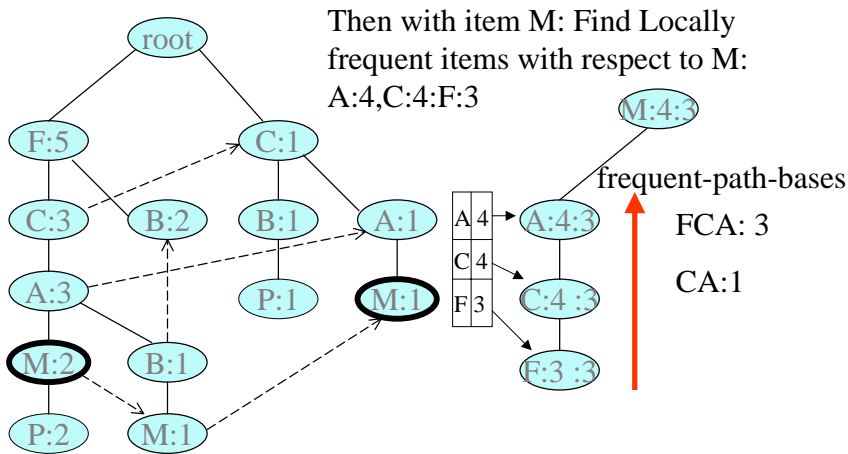 Then with item M: Find Locally
frequent items with respect to M:
A:4,C:4:F:3
root
M:4:3
F:5
C:1
frequent-path-bases
C:3
B:2
B:1
A:1
A 4
A:4:3
FCA: 3
A:3
P:1
M:1
C 4
C:4 :3
CA:1
F 3
M:2
B:1
F:3 :3
P:2
M:1